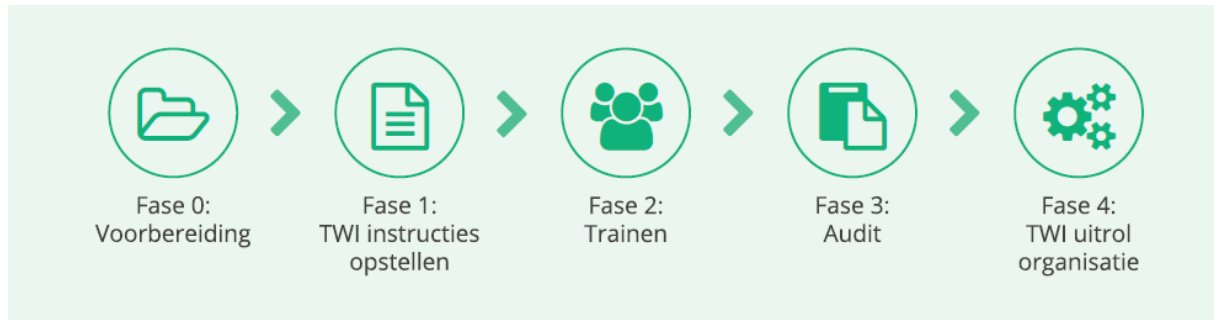 Fase 0:
Voorbereiding
Fase 1:
TWI instructies
opstellen
Fase 2:
Trainen
Fase 3:
Audit
Fase 4:
TWI uitrol
organisatie